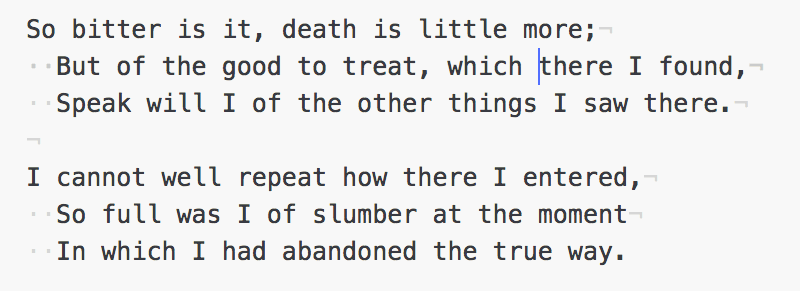 So bitter is it, death is little more;¬
··But of the good to treat, which there I found,¬
··Speak will I of the other things I saw there.¬
¬
I cannot well repeat how there I entered,¬
··So full was I of slumber at the moment¬
··In which I had abandoned the true way.